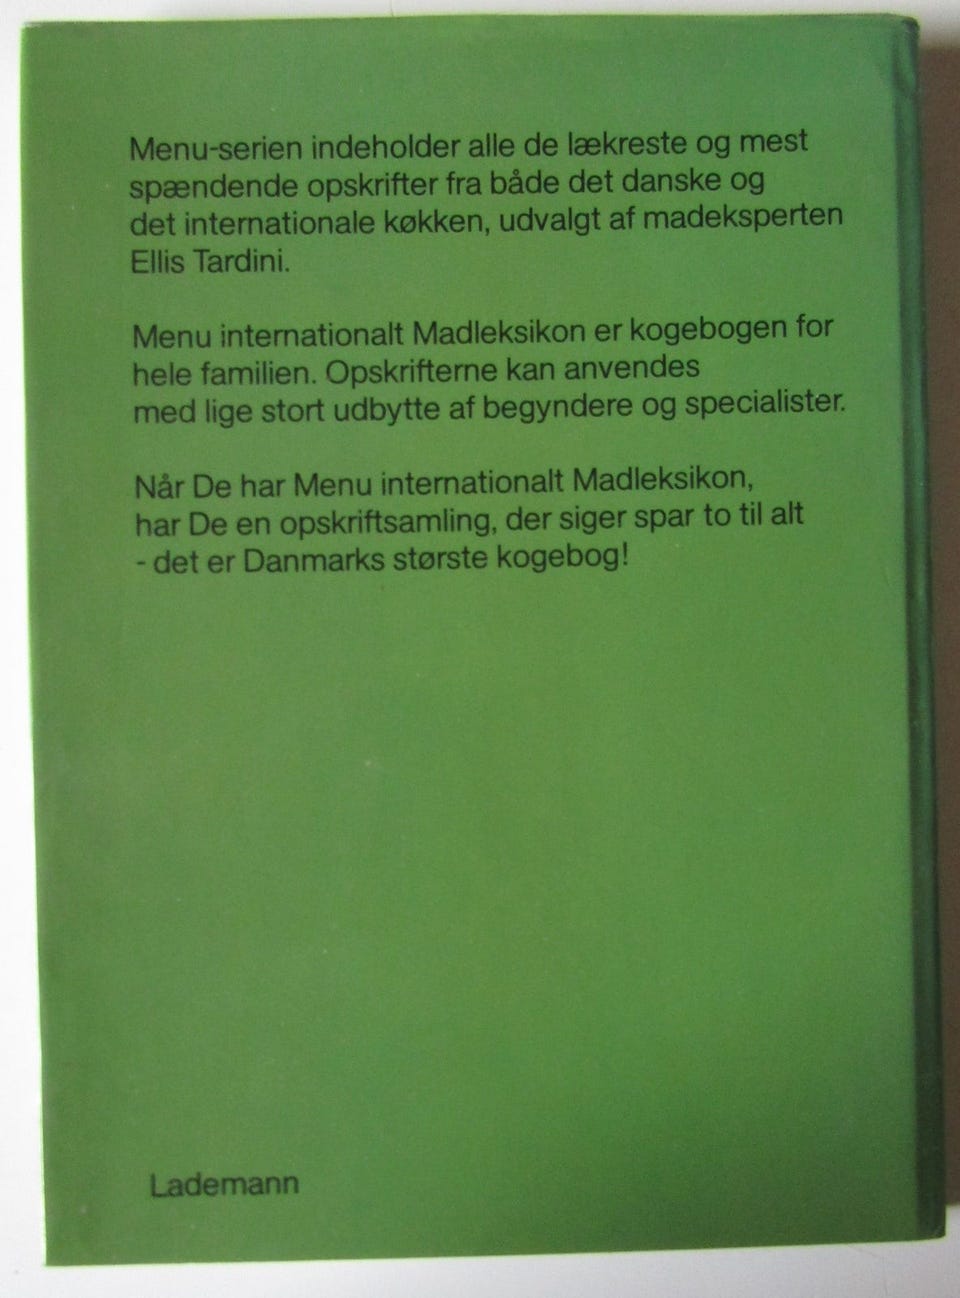 Menu-serien indeholder alle de lækreste og mest
spændende opskrifter fra både det danske og
det internationale køkken, udvalgt af madeksperten
Ellis Tardini.
Menu internationalt Madleksikon er kogebogen for
hele familien. Opskrifterne kan anvendes
med lige stort udbytte af begyndere og specialister.
Når De har Menu internationalt Madleksikon,
har De en opskriftsamling, der siger spar to til alt
- det er Danmarks største kogebog!
Lademann